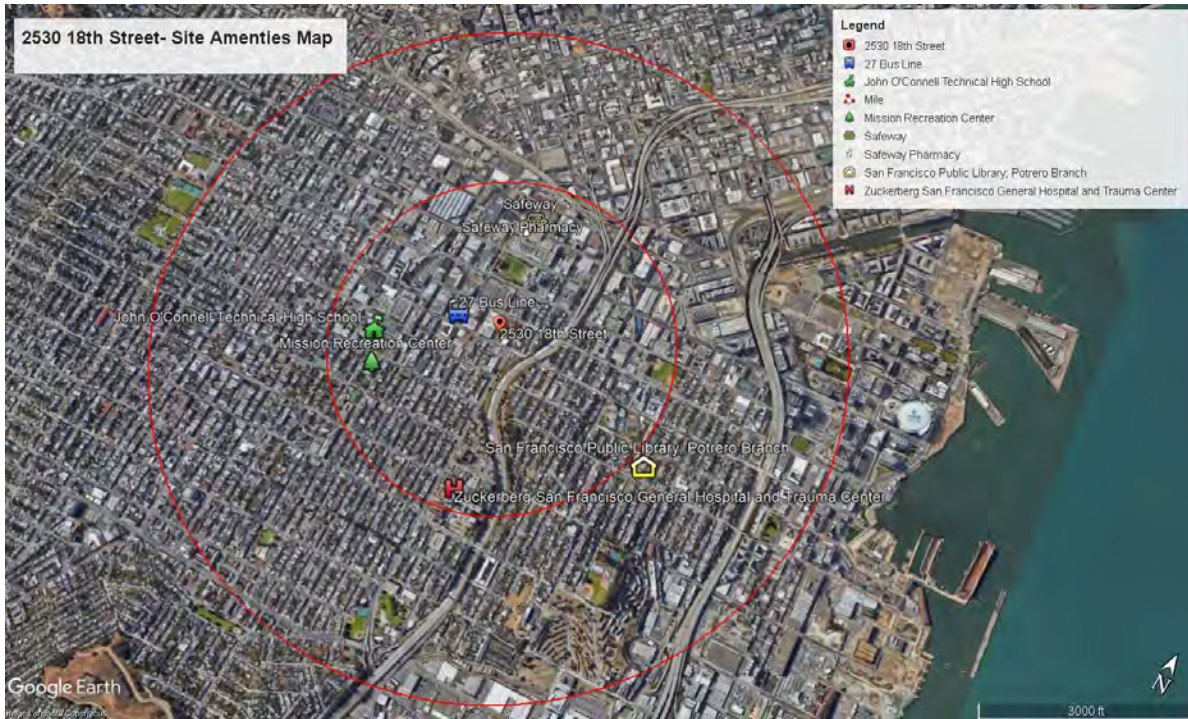 2530 18th Street- Site Amenties Map
Legend
2530 18th Street
27 Bus Line
John O'Connell Technical High School
Mile
Mission Recreation Center
Safeway
Safeway Pharmacy
San Francisco Public Library; Potrero Branch
Zuckerberg San Francisco General Hospital and Trauma Center
Safeway
Safeway Pharmacy
27 Bus Line
John O'Connell Technical High School
2530 18th Street
Mission Recreation Center
San Francisco Public Library; Potrero Branch
Zuckerberg San Francisco General Hospital and Trauma Center
Google Earth
N
3000 ft